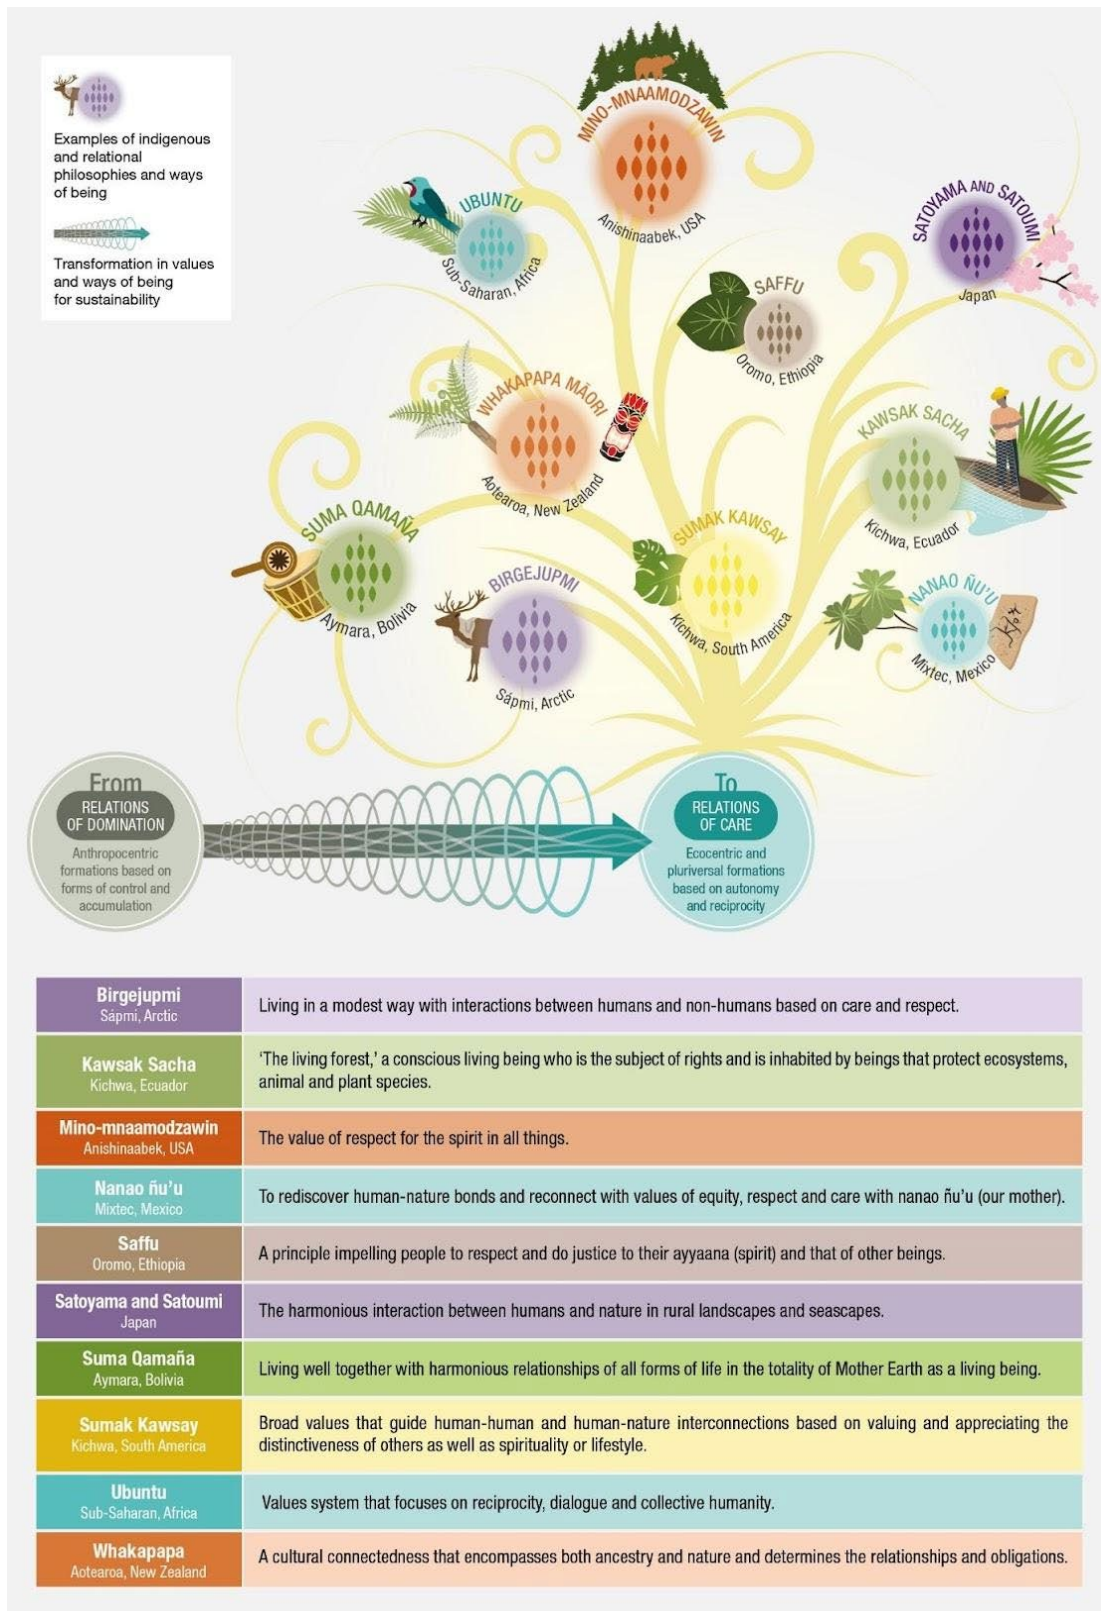 Examples of indigenous
and relational
philosophies and ways
of being
Transformation in values
and ways of being
for sustainability
MINO-MNAAMODZAWIN
Anishinaabek, USA
UBUNTU
Sub-Saharan, Africa
SATOYAMA AND SATOUMI
Japan
SAFFU
Oromo, Ethiopia
WHAKAPAPA MĀORI
Aotearoa, New Zealand
KAWSAK SACHA
Kichwa, Ecuador
SUMA QAMAÑA
Aymara, Bolivia
SUMAK KAWSAY
Kichwa, South America
BIRGEJUPMI
Sápmi, Arctic
NANAO ÑU'U
Mixtec, Mexico
From
RELATIONS
OF DOMINATION
Anthropocentric
formations based on
forms of control and
accumulation
To
RELATIONS
OF CARE
Ecocentric and
pluriversal formations
based on autonomy
and reciprocity
Birgejupmi
Sápmi, Arctic
Living in a modest way with interactions between humans and non-humans based on care and respect.
Kawsak Sacha
Kichwa, Ecuador
‘The living forest,’ a conscious living being who is the subject of rights and is inhabited by beings that protect ecosystems,
animal and plant species.
Mino-mnaamodzawin
Anishinaabek, USA
The value of respect for the spirit in all things.
Nanao ñu’u
Mixtec, Mexico
To rediscover human-nature bonds and reconnect with values of equity, respect and care with nanao ñu’u (our mother).
Saffu
Oromo, Ethiopia
A principle impelling people to respect and do justice to their ayyaana (spirit) and that of other beings.
Satoyama and Satoumi
Japan
The harmonious interaction between humans and nature in rural landscapes and seascapes.
Suma Qamaña
Aymara, Bolivia
Living well together with harmonious relationships of all forms of life in the totality of Mother Earth as a living being.
Sumak Kawsay
Kichwa, South America
Broad values that guide human-human and human-nature interconnections based on valuing and appreciating the
distinctiveness of others as well as spirituality or lifestyle.
Ubuntu
Sub-Saharan, Africa
Values system that focuses on reciprocity, dialogue and collective humanity.
Whakapapa
Aotearoa, New Zealand
A cultural connectedness that encompasses both ancestry and nature and determines the relationships and obligations.